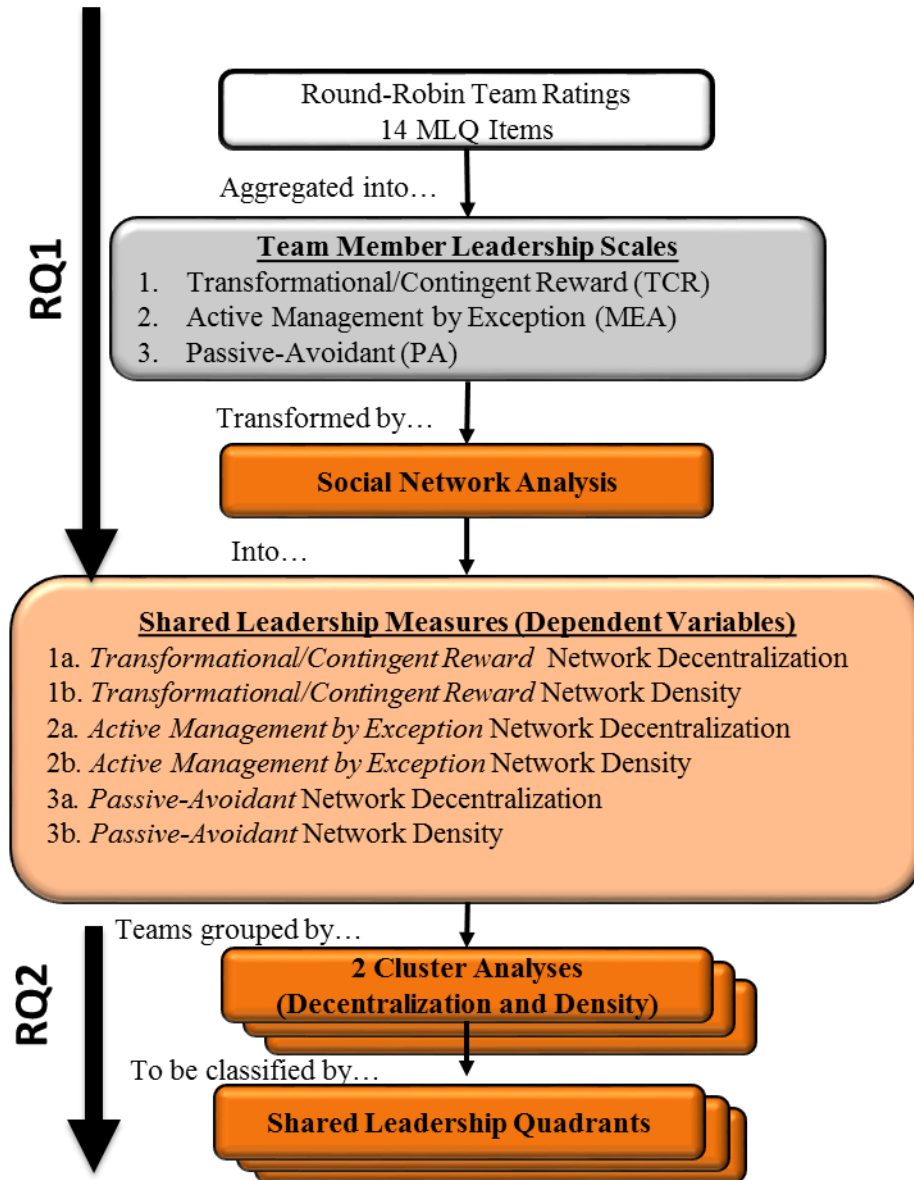 RQ1
Round-Robin Team Ratings
14 MLQ Items
Aggregated into…
Team Member Leadership Scales
1. Transformational/Contingent Reward (TCR)
2. Active Management by Exception (MEA)
3. Passive-Avoidant (PA)
Transformed by…
Social Network Analysis
Into…
Shared Leadership Measures (Dependent Variables)
1a. Transformational/Contingent Reward Network Decentralization
1b. Transformational/Contingent Reward Network Density
2a. Active Management by Exception Network Decentralization
2b. Active Management by Exception Network Density
3a. Passive-Avoidant Network Decentralization
3b. Passive-Avoidant Network Density
RQ2
Teams grouped by…
2 Cluster Analyses
(Decentralization and Density)
To be classified by…
Shared Leadership Quadrants